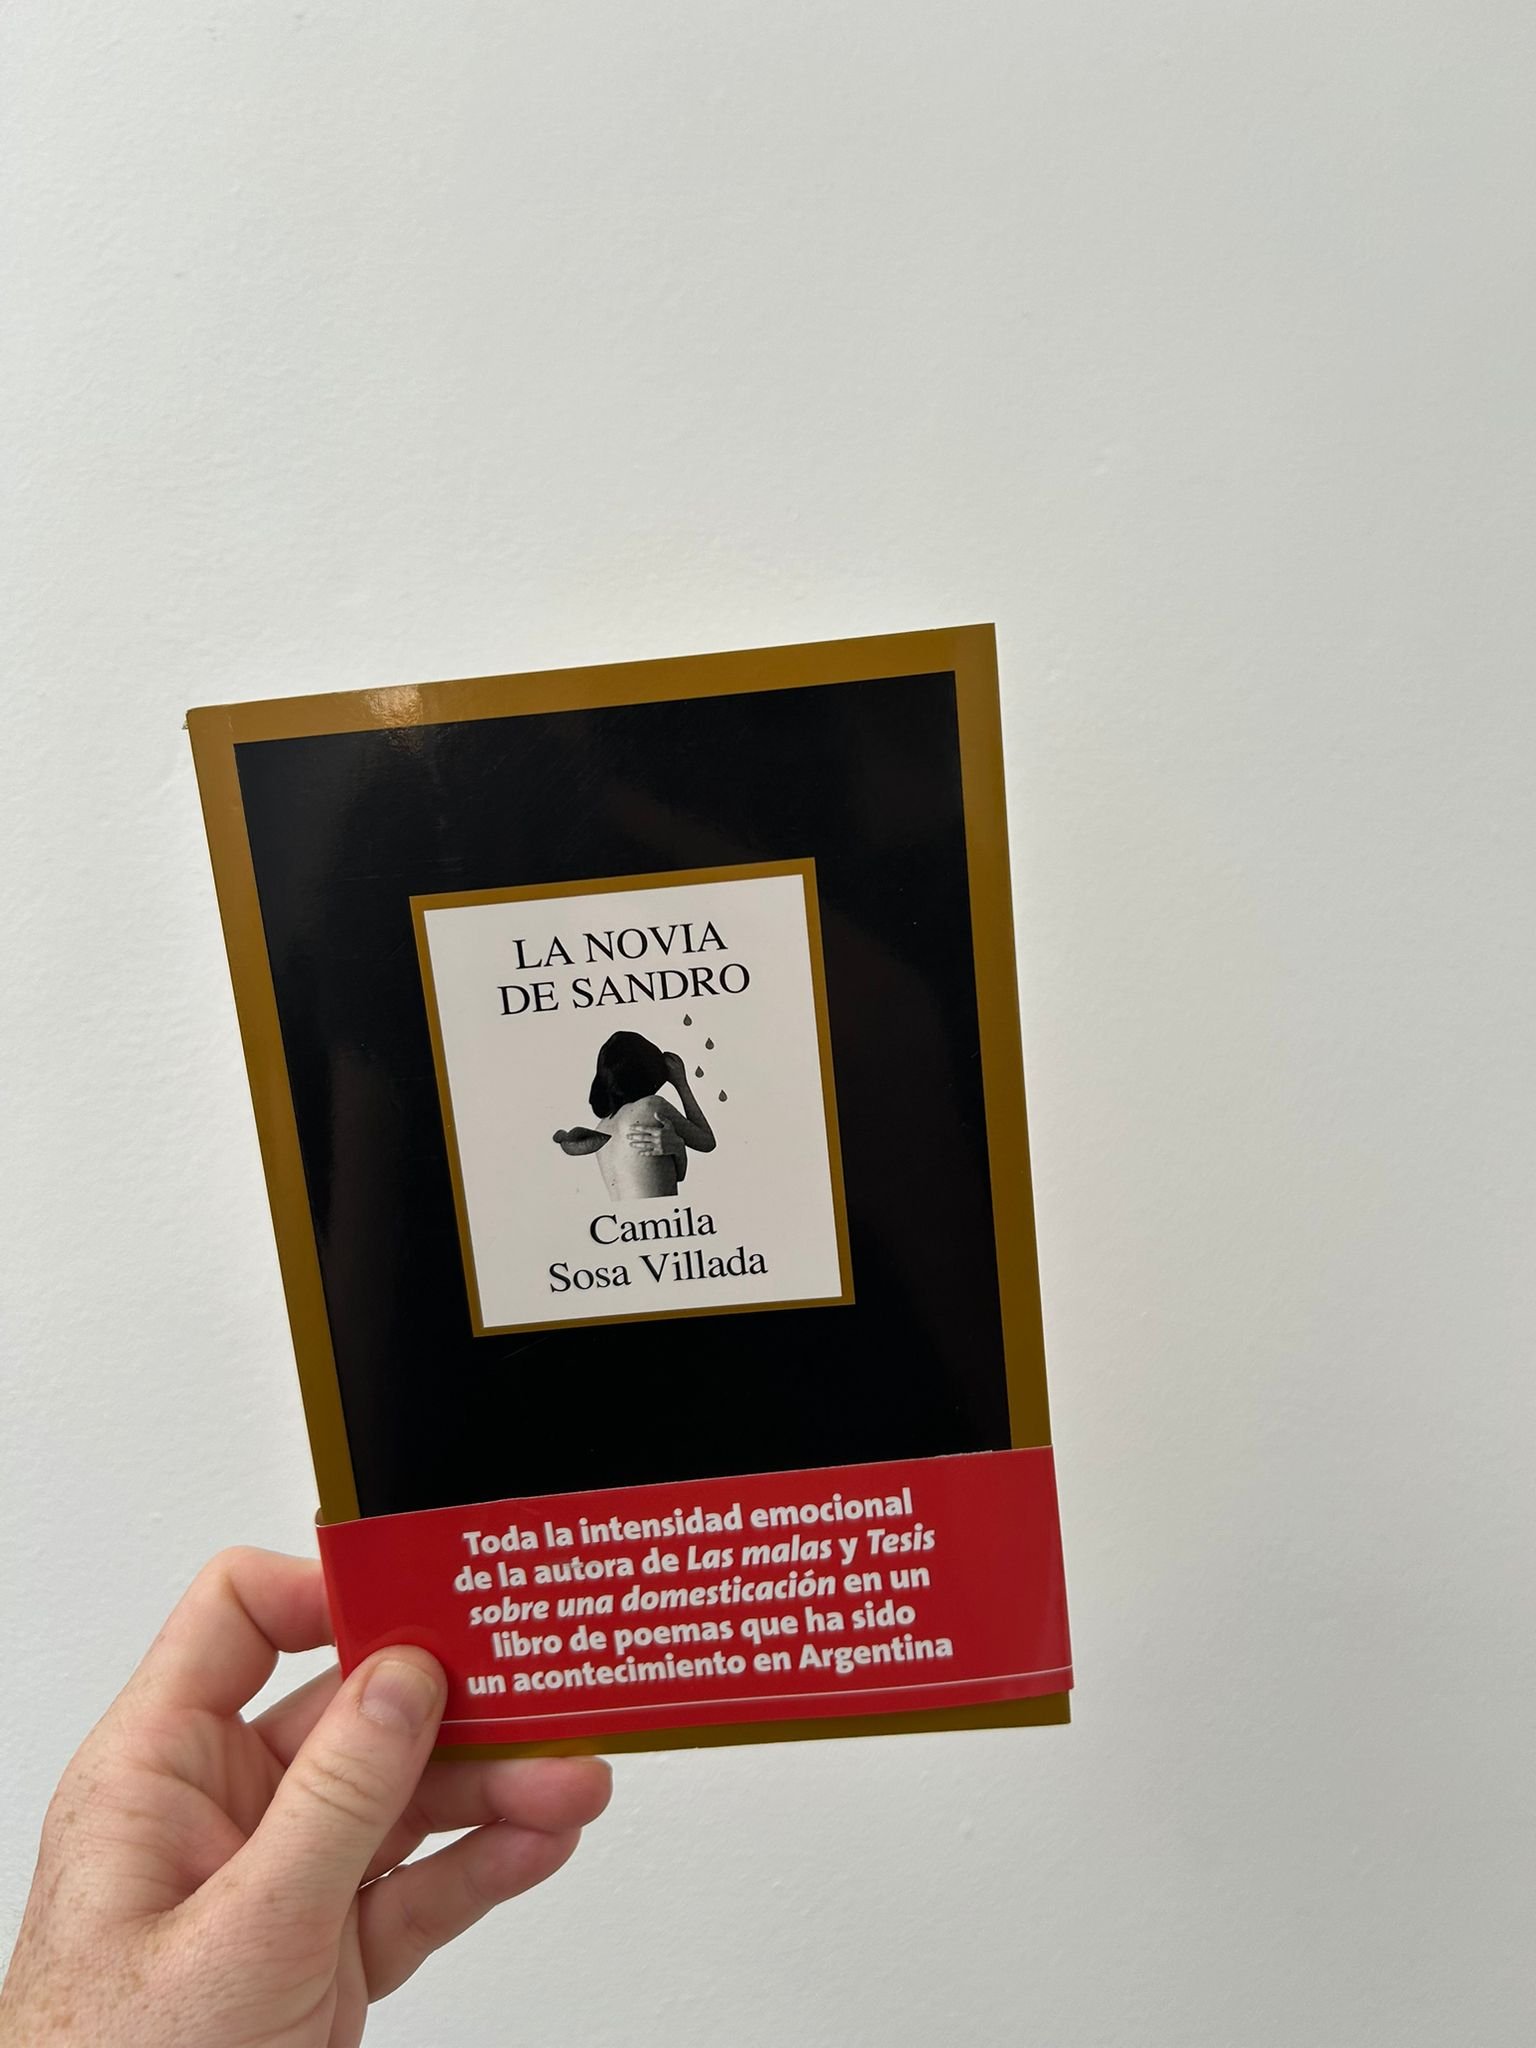 LA NOVIA
DE SANDRO
Camila
Sosa Villada
Toda la intensidad emocional
de la autora de Las malas y Tesis
sobre una domesticación en un
libro de poemas que ha sido
un acontecimiento en Argentina